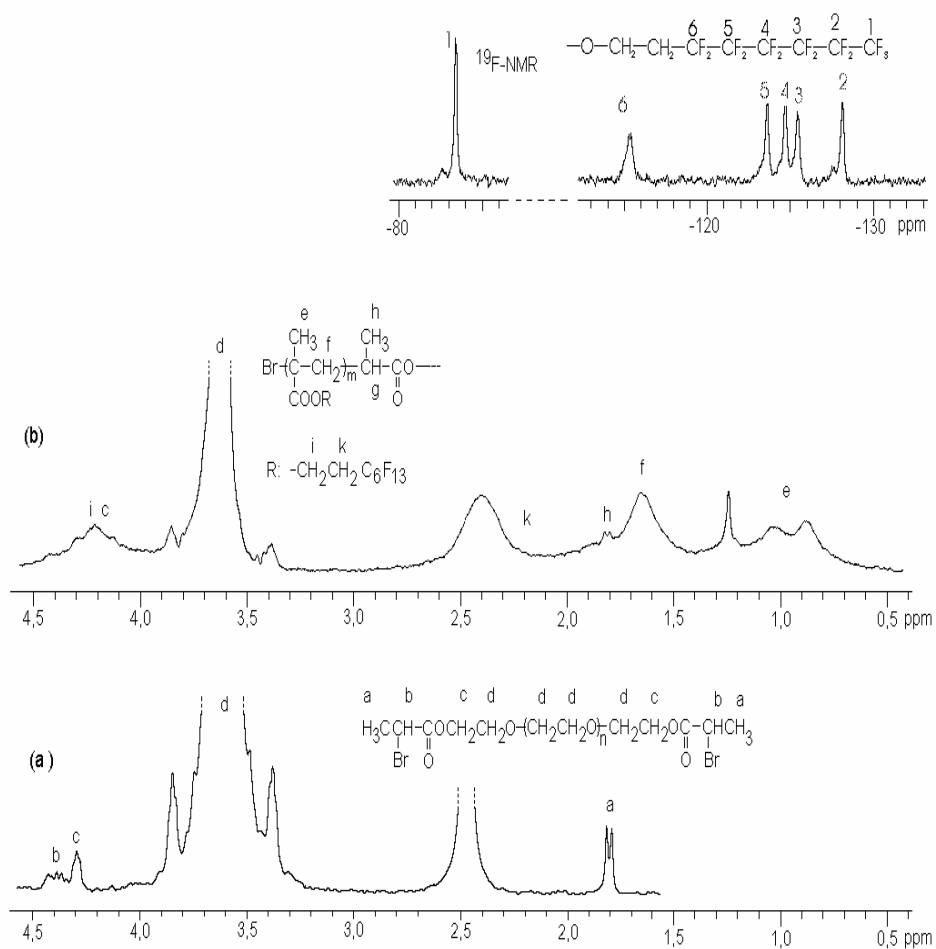 6 5 4 3 2 1
1 19F-NMR —O—CH2—CH2—CF2—CF2—CF2—CF2—CF2—CF3
6 5 4 3 2
-80 -120 -130 ppm
e h
d CH3 f CH3
Br-(C—CH2)m—CH—CO—
COOR g O
(b)
i k
R: -CH2CH2C6F13
i c k h f e
4,5 4,0 3,5 3,0 2,5 2,0 1,5 1,0 0,5 ppm
d a b c d d d d c b a
H3CCH—COCH2CH2O-(CH2CH2O)n—CH2CH2OC—CHCH3
Br O O Br
(a)
b c a
4,5 4,0 3,5 3,0 2,5 2,0 1,5 1,0 0,5 ppm